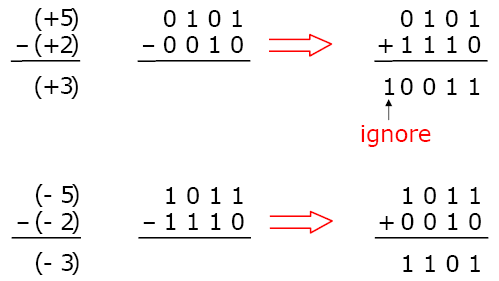 (+5) 0 1 0 1 0 1 0 1
– (+2) – 0 0 1 0 + 1 1 1 0
(+3) 1 0 0 1 1
ignore
(- 5) 1 0 1 1 1 0 1 1
– (- 2) – 1 1 1 0 + 0 0 1 0
(- 3) 1 1 0 1